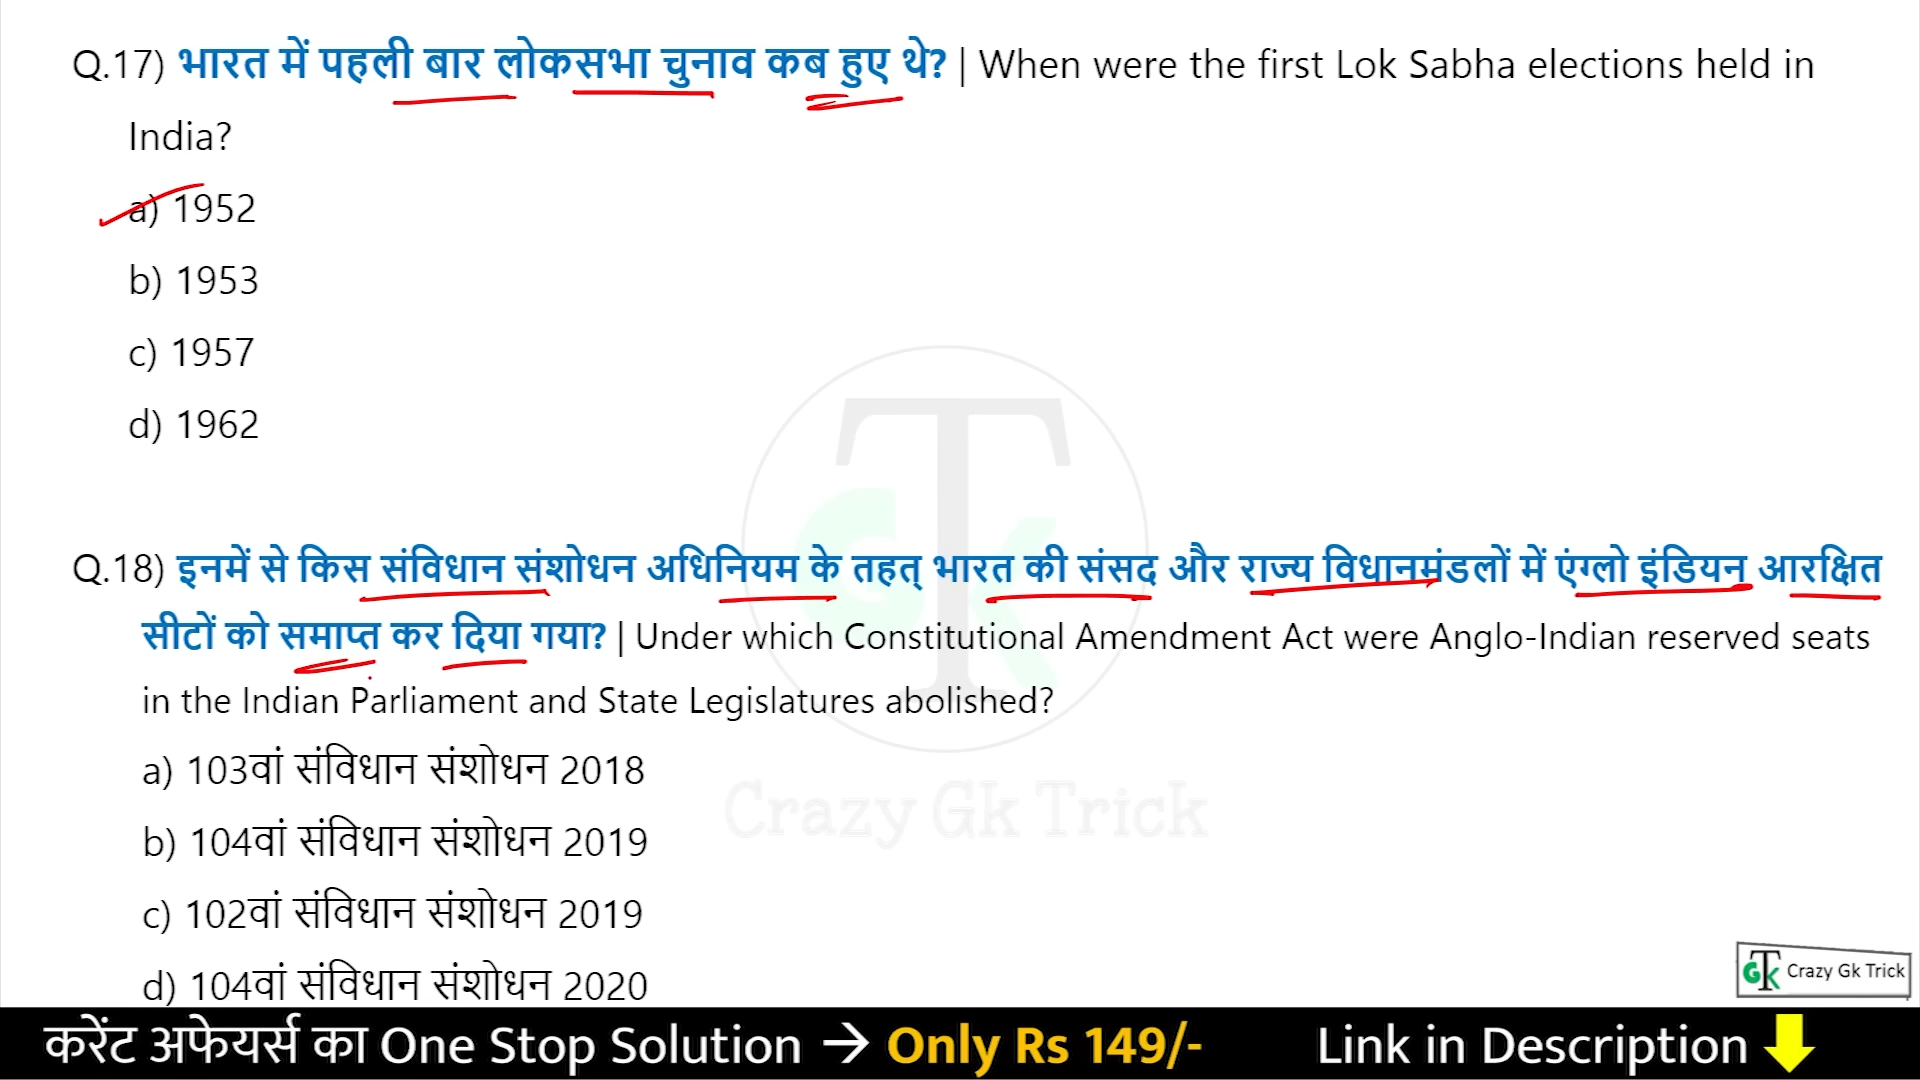 Q.17) भारत में पहली बार लोकसभा चुनाव कब हुए थे? | When were the first Lok Sabha elections held in
India?
a) 1952
b) 1953
c) 1957
d) 1962
Q.18) इनमें से किस संविधान संशोधन अधिनियम के तहत् भारत की संसद और राज्य विधानमंडलों में एंग्लो इंडियन आरक्षित
सीटों को समाप्त कर दिया गया? | Under which Constitutional Amendment Act were Anglo-Indian reserved seats
in the Indian Parliament and State Legislatures abolished?
a) 103वां संविधान संशोधन 2018
b) 104वां संविधान संशोधन 2019
c) 102वां संविधान संशोधन 2019
d) 104वां संविधान संशोधन 2020
GTk
Crazy Gk Trick
GTk Crazy Gk Trick
करेंट अफेयर्स का One Stop Solution → Only Rs 149/- Link in Description